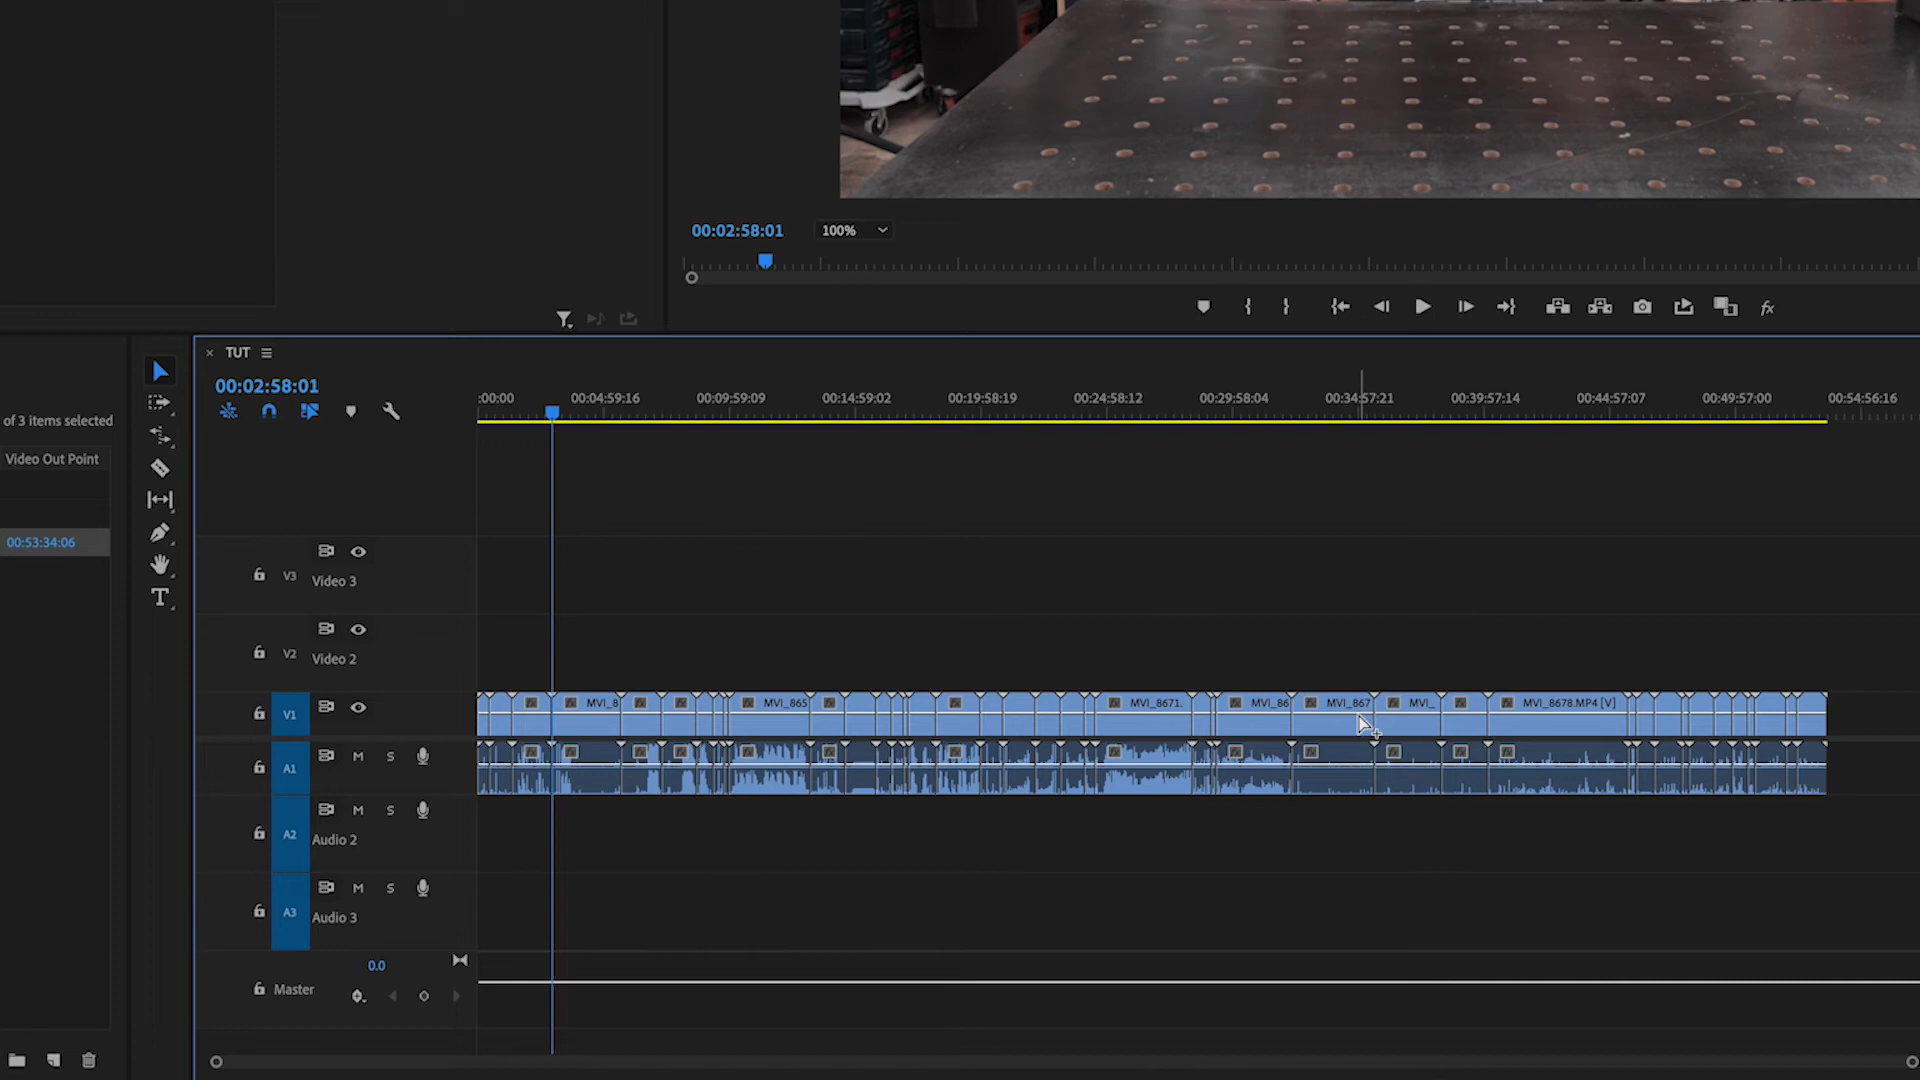 00:02:58:01
100%
TUT
00:02:58:01
:00:00 00:04:59:16 00:09:59:09 00:14:59:02 00:19:58:19 00:24:58:12 00:29:58:04 00:34:57:21 00:39:57:14 00:44:57:07 00:49:57:00 00:54:56:16
of 3 items selected
Video Out Point
00:53:34:06
V3 Video 3
V2 Video 2
V1
MVI_8 MVI_865 MVI_8671. MVI_86 MVI_867 MVI_ MVI_8678.MP4 [V]
A1 M S
A2 M S
Audio 2
A3 M S
Audio 3
0.0
Master